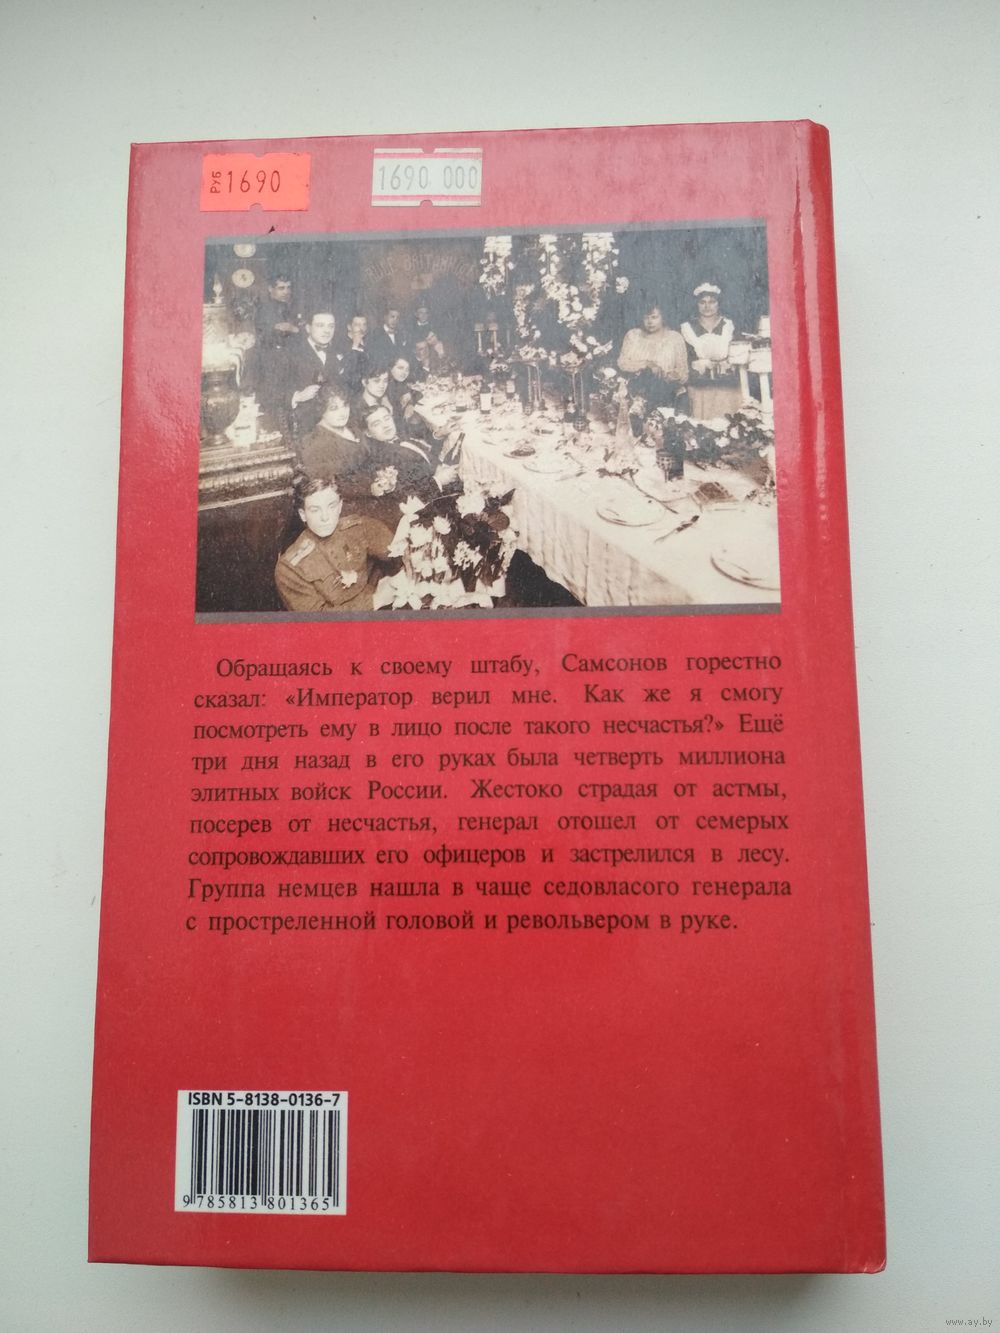 РУБ 1690
1690 000
Обращаясь к своему штабу, Самсонов горестно
сказал: «Император верил мне. Как же я смогу
посмотреть ему в лицо после такого несчастья?» Ещё
три дня назад в его руках была четверть миллиона
элитных войск России. Жестоко страдая от астмы,
посерев от несчастья, генерал отошел от семерых
сопровождавших его офицеров и застрелился в лесу.
Группа немцев нашла в чаще седовласого генерала
с простреленной головой и револьвером в руке.
ISBN 5-8138-0136-7
9 785813 801365
www.ay.by